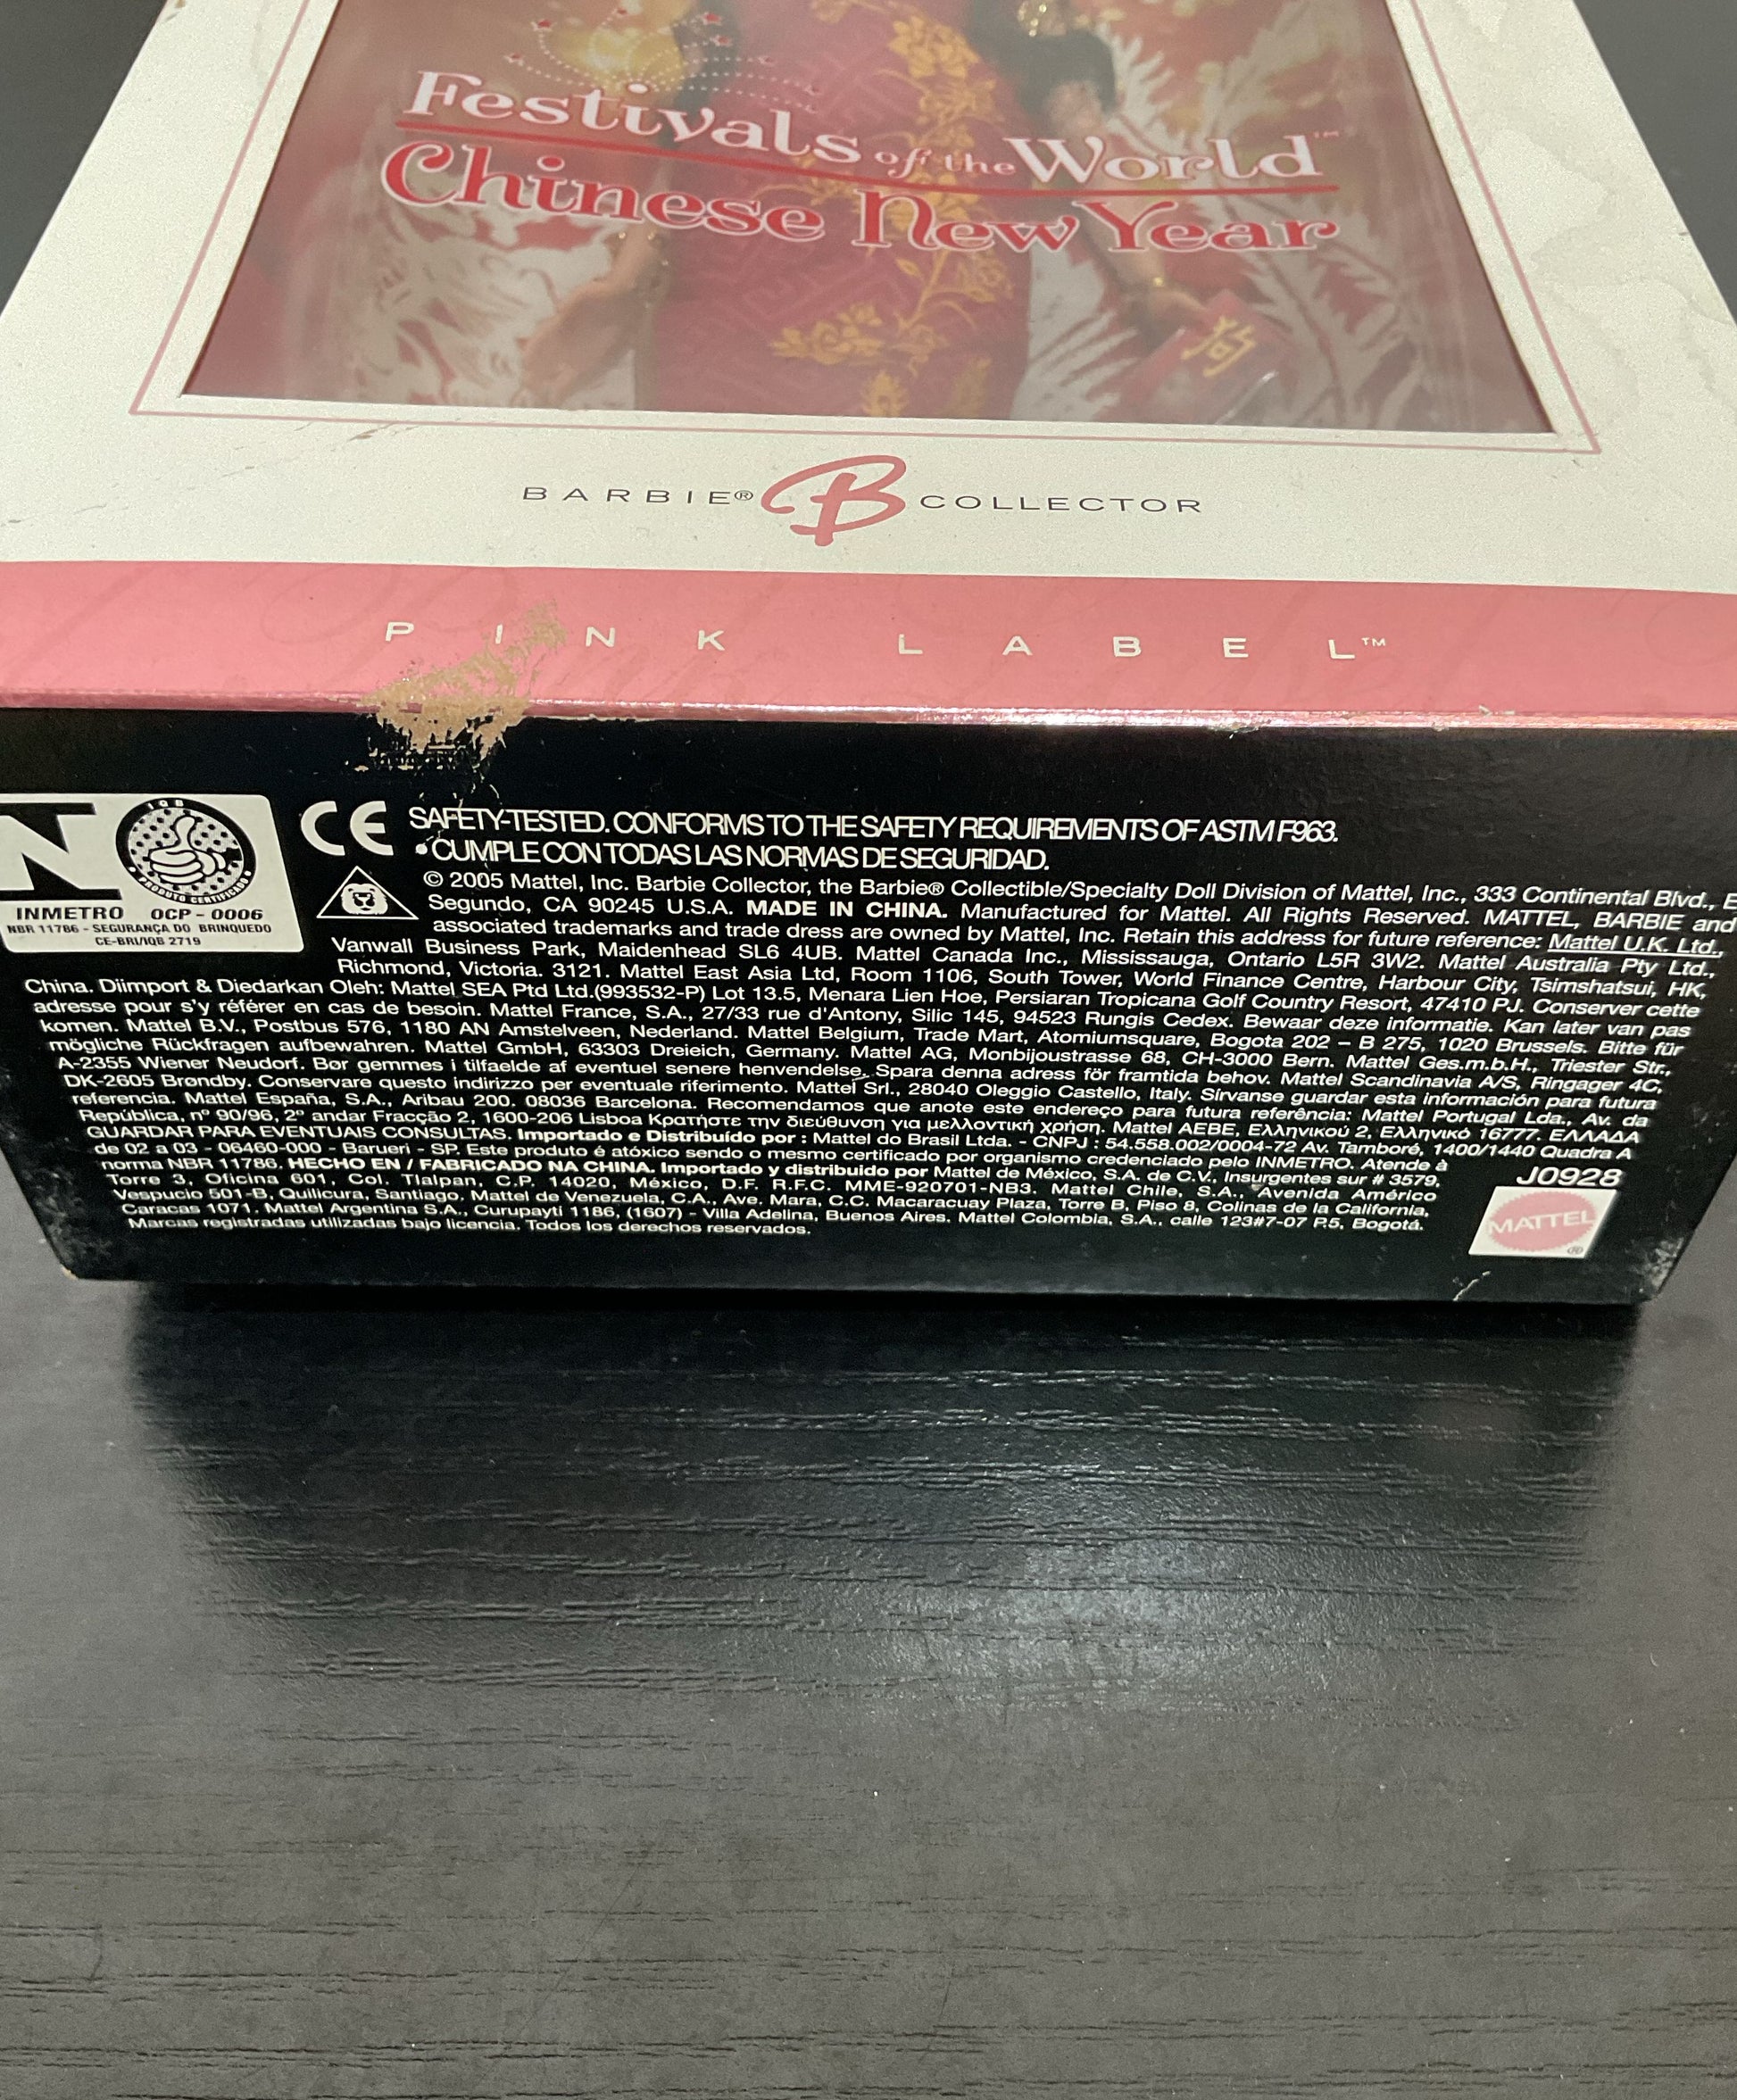 Festivals of the World™
Chinese New Year
狗
BARBIE® B COLLECTOR
PINK LABEL™
N
IQB
PRODUTO CERTIFICADO
INMETRO OCP - 0006
NBR 11786 - SEGURANÇA DO BRINQUEDO
CE-BRI/IQB 2719
CE SAFETY-TESTED. CONFORMS TO THE SAFETY REQUIREMENTS OF ASTM F963.
• CUMPLE CON TODAS LAS NORMAS DE SEGURIDAD.
© 2005 Mattel, Inc. Barbie Collector, the Barbie® Collectible/Specialty Doll Division of Mattel, Inc., 333 Continental Blvd., E
Segundo, CA 90245 U.S.A. MADE IN CHINA. Manufactured for Mattel. All Rights Reserved. MATTEL, BARBIE and
associated trademarks and trade dress are owned by Mattel, Inc. Retain this address for future reference: Mattel U.K. Ltd.,
Vanwall Business Park, Maidenhead SL6 4UB. Mattel Canada Inc., Mississauga, Ontario L5R 3W2. Mattel Australia Pty Ltd.,
Richmond, Victoria. 3121. Mattel East Asia Ltd, Room 1106, South Tower, World Finance Centre, Harbour City, Tsimshatsui, HK,
China. Diimport & Diedarkan Oleh: Mattel SEA Ptd Ltd.(993532-P) Lot 13.5, Menara Lien Hoe, Persiaran Tropicana Golf Country Resort, 47410 PJ. Conserver cette
adresse pour s'y référer en cas de besoin. Mattel France, S.A., 27/33 rue d'Antony, Silic 145, 94523 Rungis Cedex. Bewaar deze informatie. Kan later van pas
komen. Mattel B.V., Postbus 576, 1180 AN Amstelveen, Nederland. Mattel Belgium, Trade Mart, Atomiumsquare, Bogota 202 – B 275, 1020 Brussels. Bitte für
mögliche Rückfragen aufbewahren. Mattel GmbH, 63303 Dreieich, Germany. Mattel AG, Monbijoustrasse 68, CH-3000 Bern. Mattel Ges.m.b.H., Triester Str.,
A-2355 Wiener Neudorf. Bør gemmes i tilfaelde af eventuel senere henvendelse. Spara denna adress för framtida behov. Mattel Scandinavia A/S, Ringager 4C,
DK-2605 Brøndby. Conservare questo indirizzo per eventuale riferimento. Mattel Srl., 28040 Oleggio Castello, Italy. Sírvanse guardar esta información para futura
referencia. Mattel España, S.A., Aribau 200. 08036 Barcelona. Recomendamos que anote este endereço para futura referência: Mattel Portugal Lda., Av. da
República, nº 90/96, 2º andar Fracção 2, 1600-206 Lisboa Κρατήστε την διεύθυνση για μελλοντική χρήση. Mattel AEBE, Ελληνικού 2, Ελληνικό 16777. ΕΛΛΑΔΑ
GUARDAR PARA EVENTUAIS CONSULTAS. Importado e Distribuído por : Mattel do Brasil Ltda. - CNPJ : 54.558.002/0004-72 Av. Tamboré, 1400/1440 Quadra A
de 02 a 03 - 06460-000 - Barueri - SP. Este produto é atóxico sendo o mesmo certificado por organismo credenciado pelo INMETRO. Atende à
norma NBR 11786. HECHO EN / FABRICADO NA CHINA. Importado y distribuido por Mattel de México, S.A. de C.V., Insurgentes sur # 3579,
Torre 3, Oficina 601, Col. Tlalpan, C.P. 14020, México, D.F. R.F.C. MME-920701-NB3. Mattel Chile, S.A., Avenida Américo
Vespucio 501-B, Quilicura, Santiago. Mattel de Venezuela, C.A., Ave. Mara, C.C. Macaracuay Plaza, Torre B, Piso 8, Colinas de la California,
Caracas 1071. Mattel Argentina S.A., Curupaytí 1186, (1607) - Villa Adelina, Buenos Aires. Mattel Colombia, S.A., calle 123#7-07 P.5, Bogotá.
Marcas registradas utilizadas bajo licencia. Todos los derechos reservados.
J0928
MATTEL®